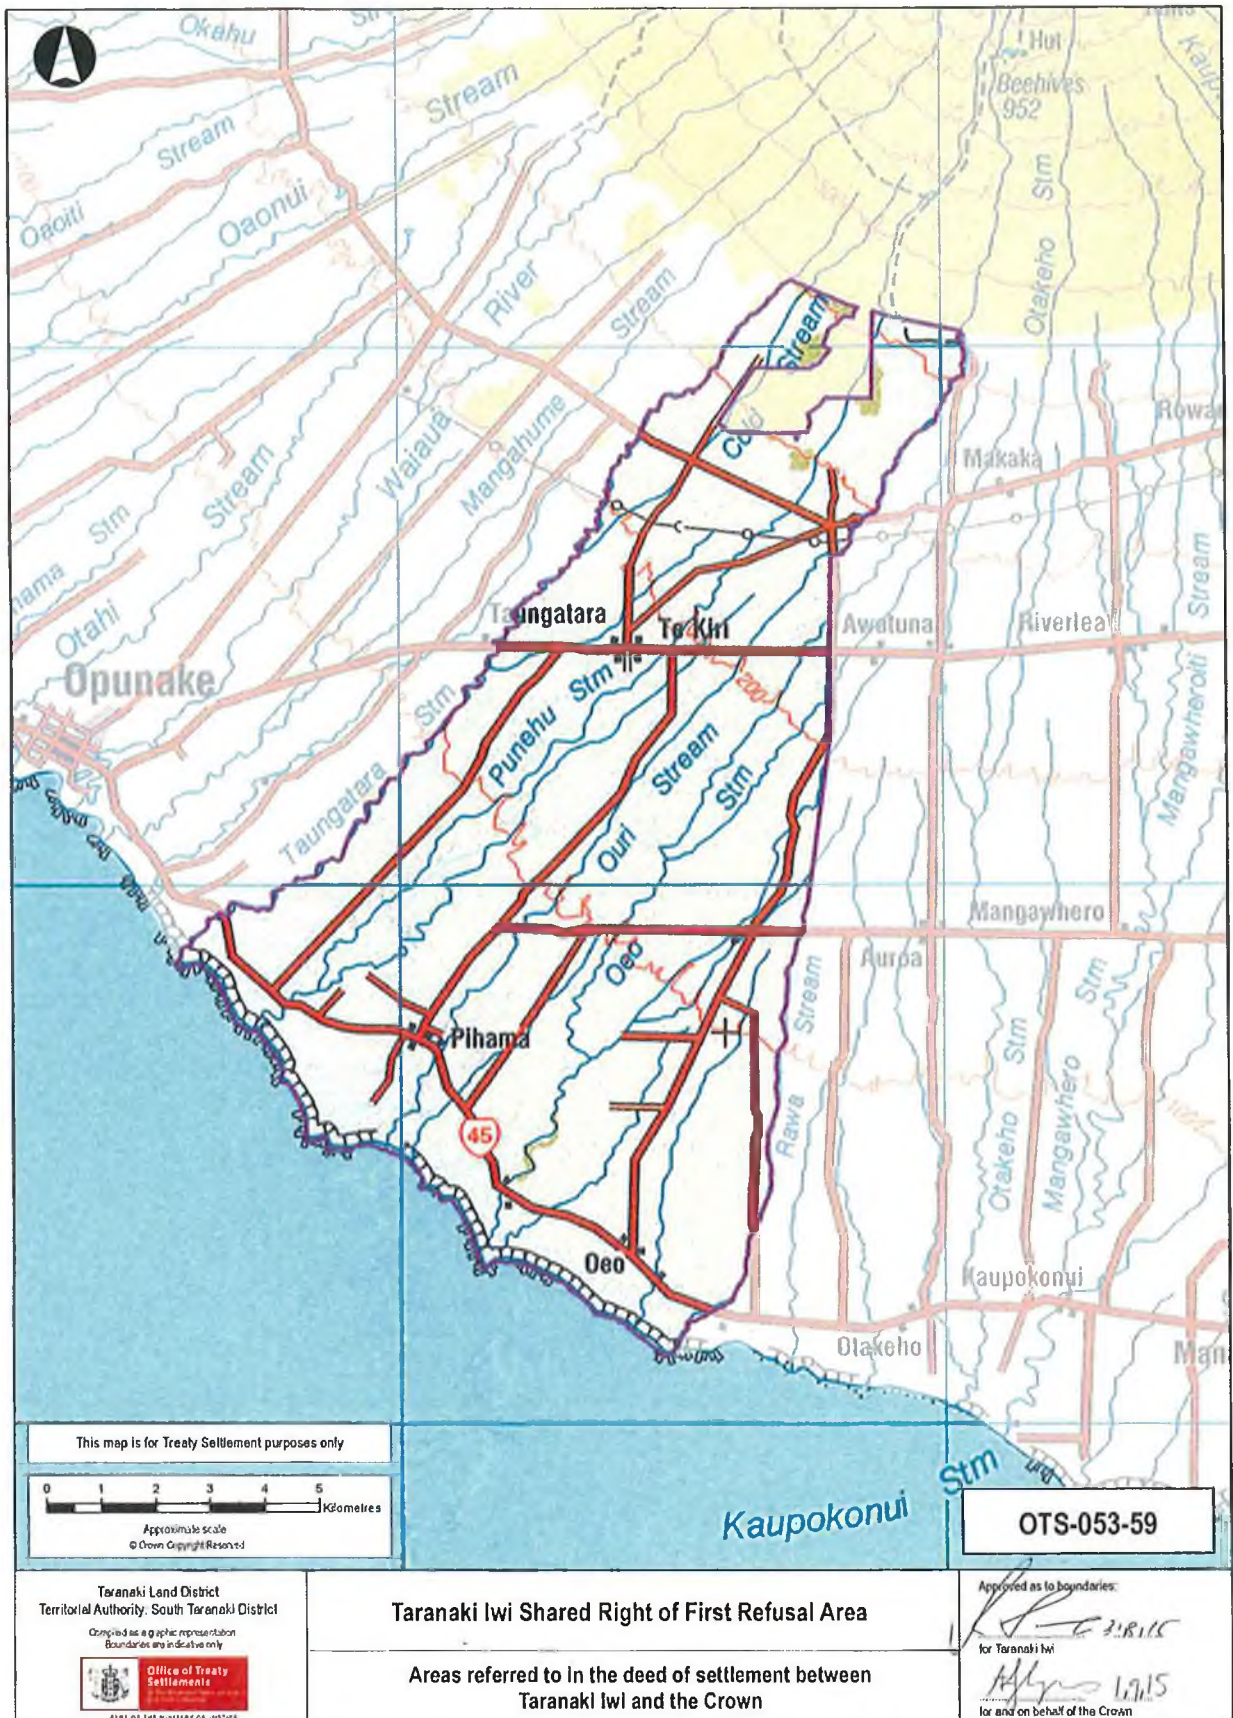 Okahu
Stream
Hut
Beehives
952
Stm
Otakeho
Stream
Oaonui
Oaoiti
River
Stream
Stream
Waiaua
Mangahume
Stream
Stm
Otahi
Cold
Makaka
Taungatara
Te Kiri
Awatuna
Riverlea
Stream
Mangawheroiti
Opunake
Stm
Taungatara
Punehu Stm
200
Stream
Stm
Ouri
Oeo
Mangawhero
Auroa
Stm
Stream
Rawa
Pihama
45
Stm
Otakeho
Mangawhero
Oeo
Kaupokonui
Otakeho
Kaupokonui Stm
This map is for Treaty Settlement purposes only
0 1 2 3 4 5
Kilometres
Approximate scale
© Crown Copyright Reserved
OTS-053-59
Taranaki Land District
Territorial Authority: South Taranaki District
Compiled as a graphic representation
Boundaries are indicative only
Office of Treaty
Settlements
Taranaki Iwi Shared Right of First Refusal Area
Areas referred to in the deed of settlement between
Taranaki Iwi and the Crown
Approved as to boundaries:
for Taranaki Iwi
1.9.15
for and on behalf of the Crown